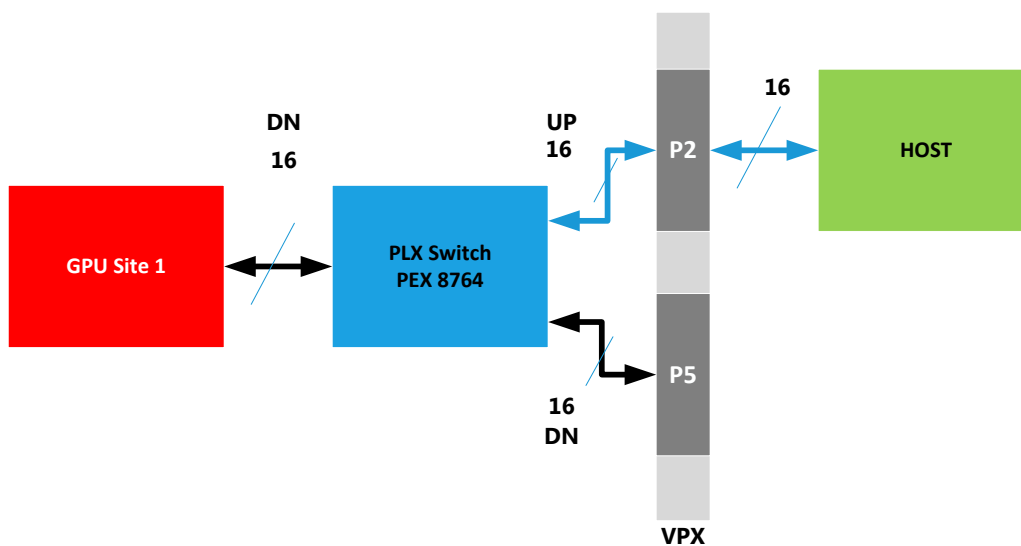 DN
16
GPU Site 1
PLX Switch
PEX 8764
UP
16
16
DN
P2
P5
VPX
16
HOST